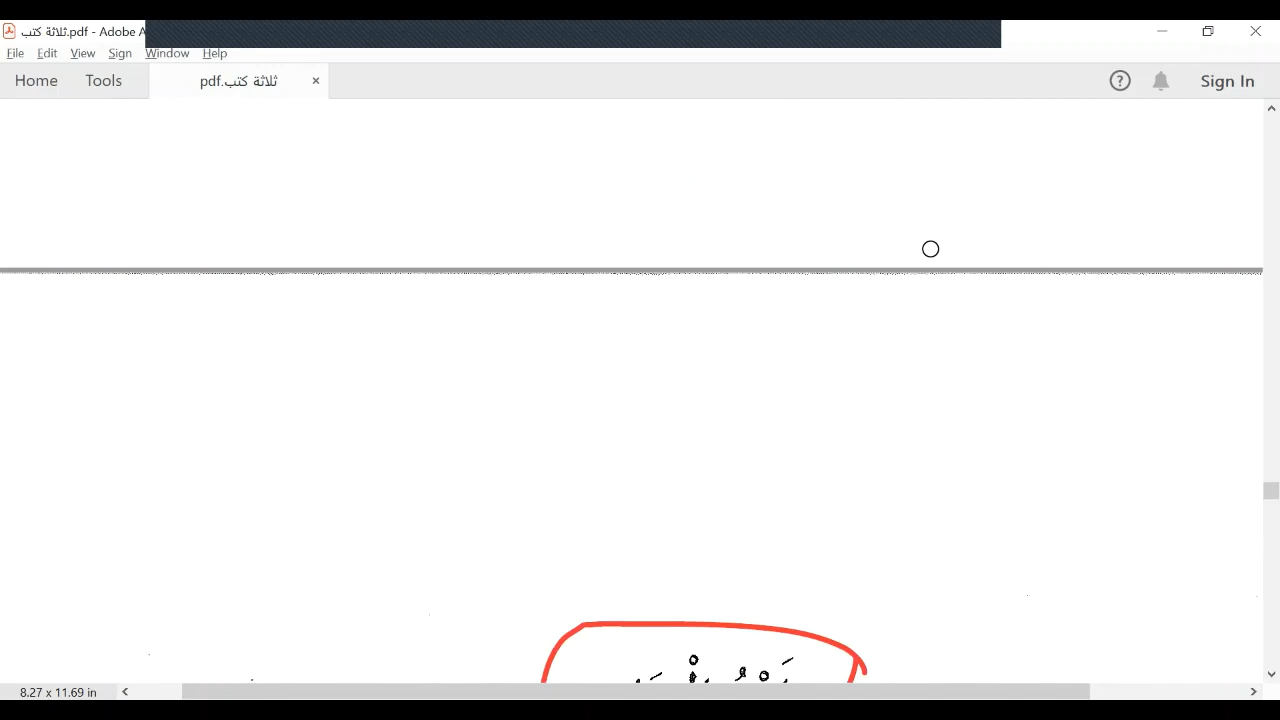 ثلاثة كتب.pdf - Adobe A
File Edit View Sign Window Help
Home Tools ثلاثة كتب.pdf × ? Sign In
8.27 x 11.69 in